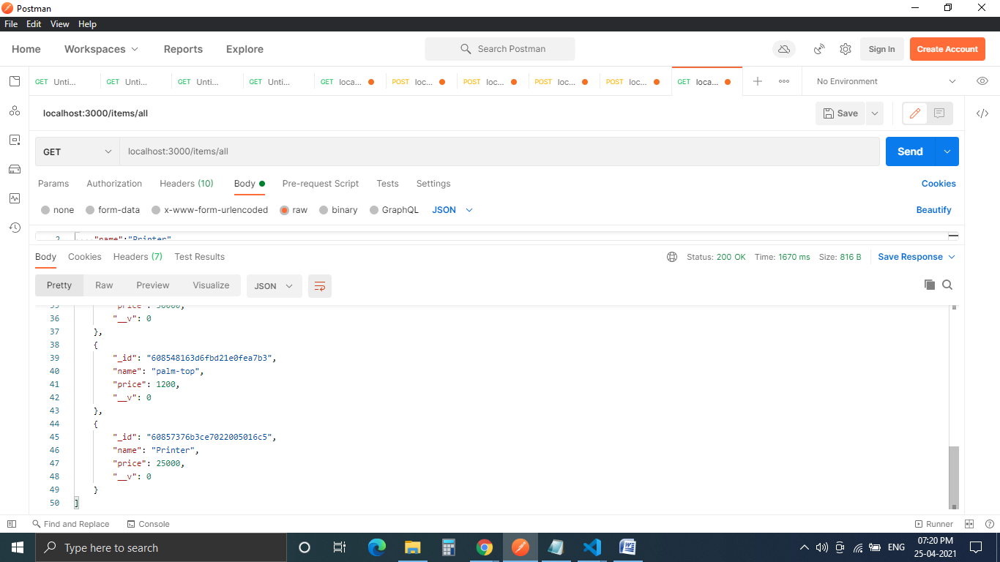 Postman
File Edit View Help
Home Workspaces Reports Explore Search Postman Sign In Create Account
GET Unti... GET Unti... GET Unti... GET Unti... GET loca... POST loc... POST loc... POST loc... POST loc... GET loca... No Environment
localhost:3000/items/all Save
GET localhost:3000/items/all Send
Params Authorization Headers (10) Body Pre-request Script Tests Settings Cookies
none form-data x-www-form-urlencoded raw binary GraphQL JSON Beautify
2 "name":"Printer"
Body Cookies Headers (7) Test Results Status: 200 OK Time: 1670 ms Size: 816 B Save Response
Pretty Raw Preview Visualize JSON
36 "__v": 0
37 },
38 {
39 "_id": "608548163d6fbd21e0fea7b3",
40 "name": "palm-top",
41 "price": 1200,
42 "__v": 0
43 },
44 {
45 "_id": "60857376b3ce7022005016c5",
46 "name": "Printer",
47 "price": 25000,
48 "__v": 0
49 }
50 ]
Find and Replace Console Runner
Type here to search ENG 07:20 PM
25-04-2021